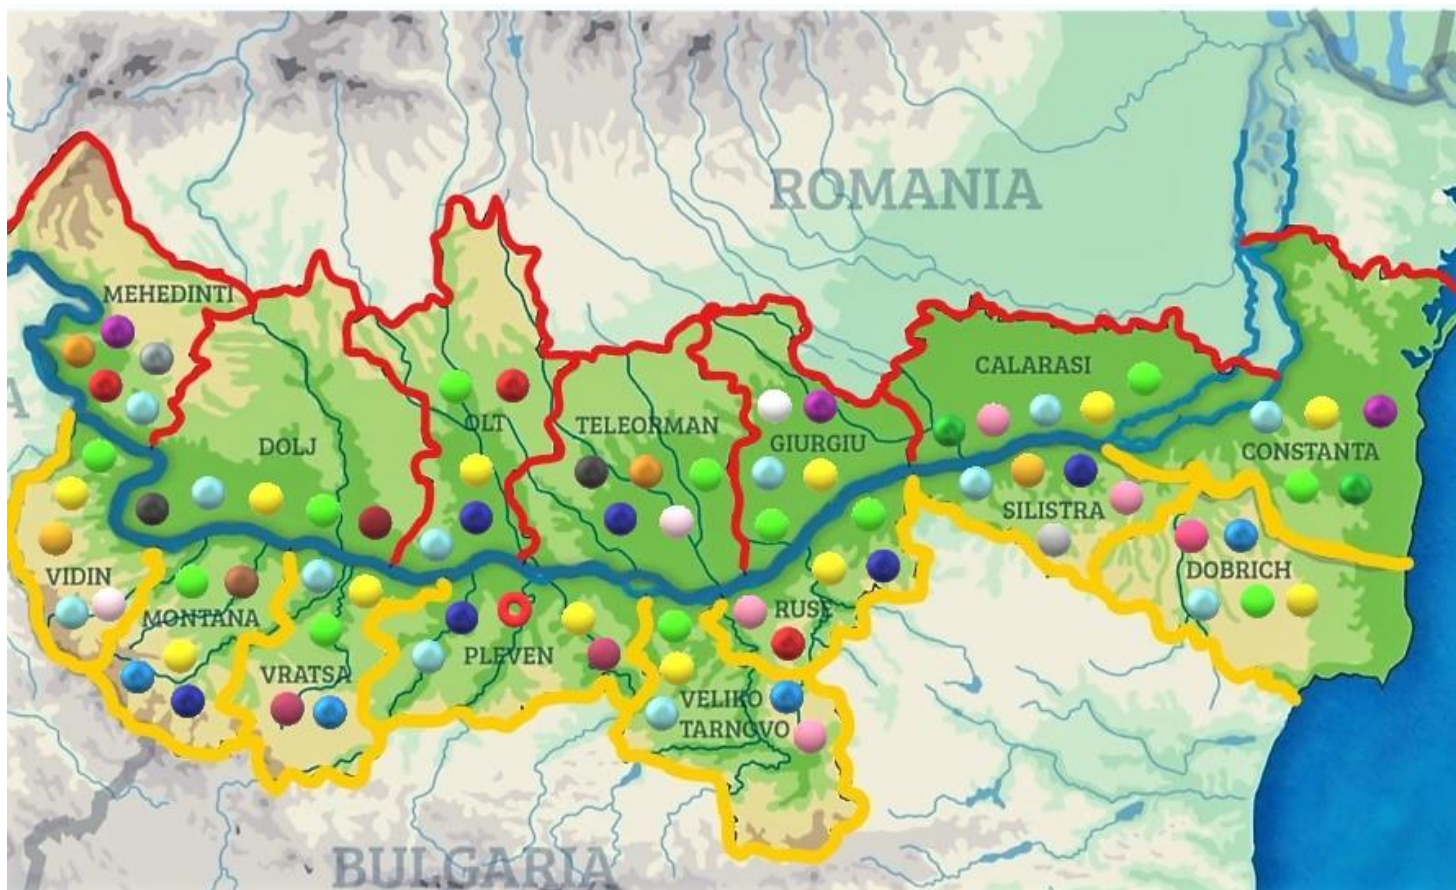 ROMANIA
MEHEDINTI
CALARASI
OLT
TELEORMAN
DOLJ
GIURGIU
CONSTANTA
SILISTRA
VIDIN
DOBRICH
MONTANA
RUSE
PLEVEN
VRATSA
VELIKO
TARNOVO
BULGARIA